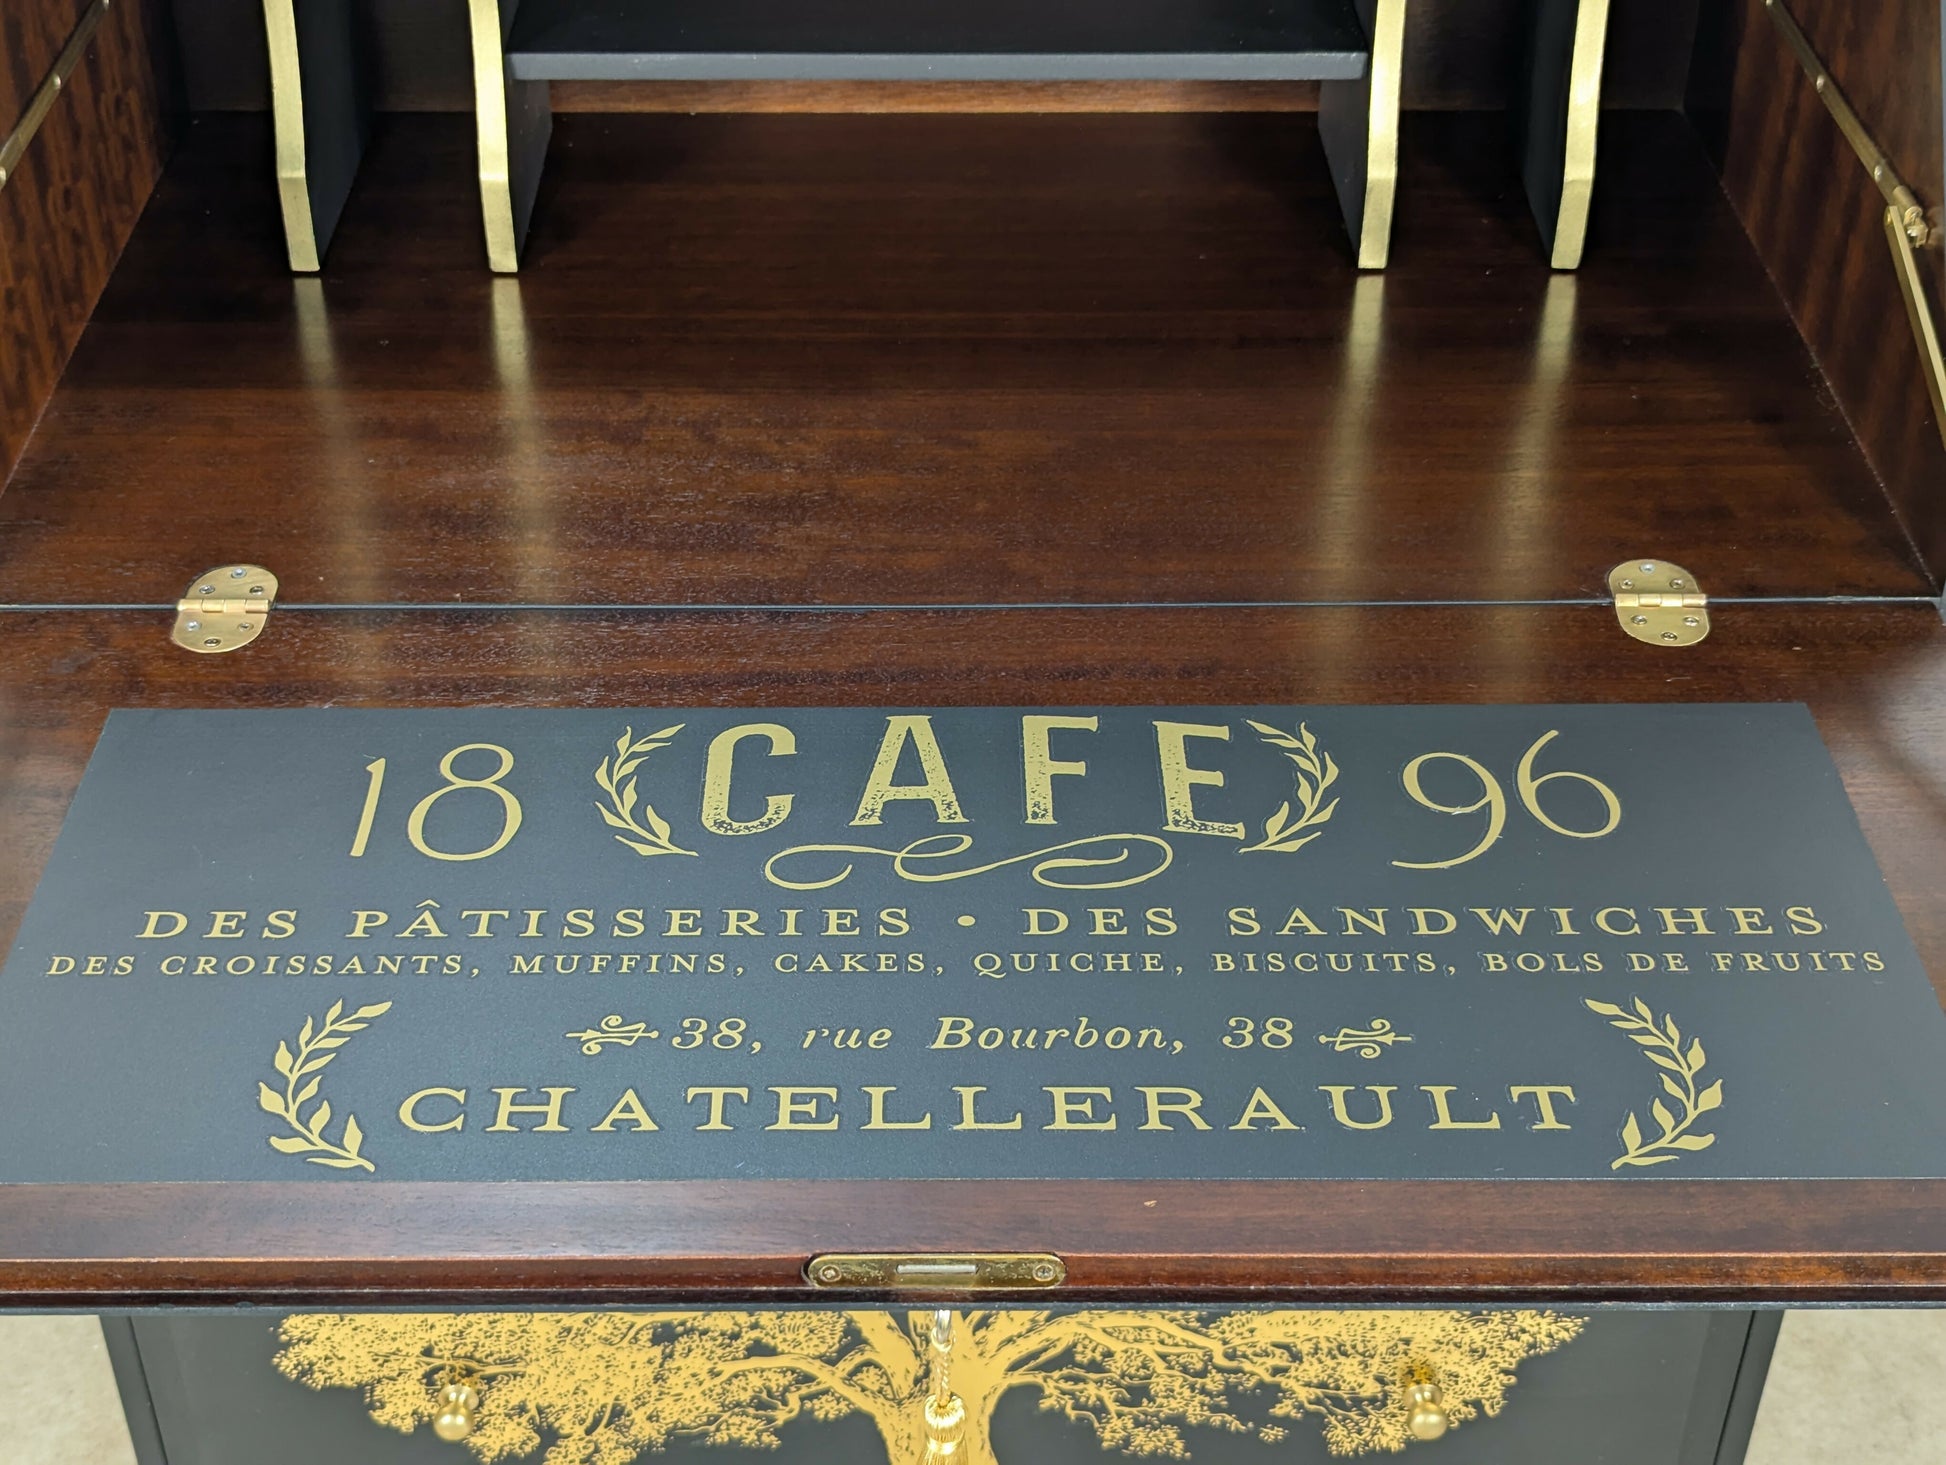 18 CAFE 96
DES PÂTISSERIES • DES SANDWICHES
DES CROISSANTS, MUFFINS, CAKES, QUICHE, BISCUITS, BOLS DE FRUITS
38, rue Bourbon, 38
CHATELLERAULT